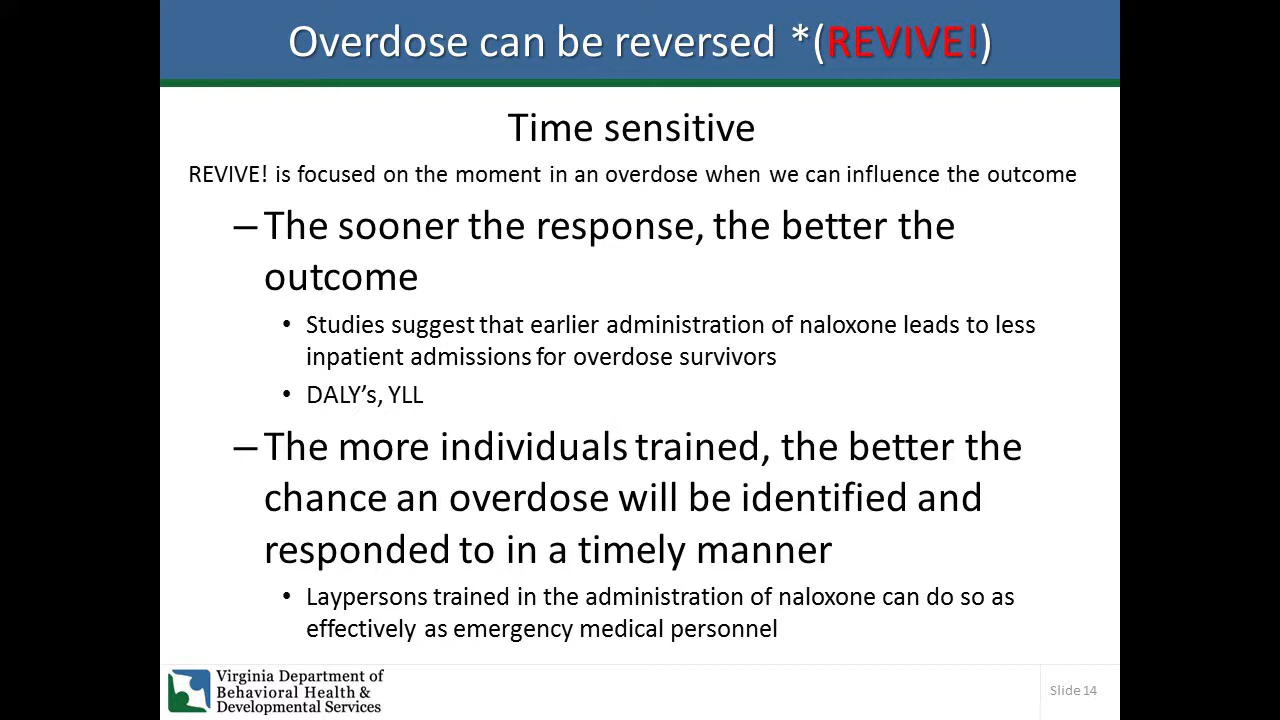 Overdose can be reversed *(REVIVE!)
Time sensitive
REVIVE! is focused on the moment in an overdose when we can influence the outcome
–The sooner the response, the better the
outcome
• Studies suggest that earlier administration of naloxone leads to less
inpatient admissions for overdose survivors
• DALY’s, YLL
–The more individuals trained, the better the
chance an overdose will be identified and
responded to in a timely manner
• Laypersons trained in the administration of naloxone can do so as
effectively as emergency medical personnel
Virginia Department of
Behavioral Health &
Developmental Services
Slide 14